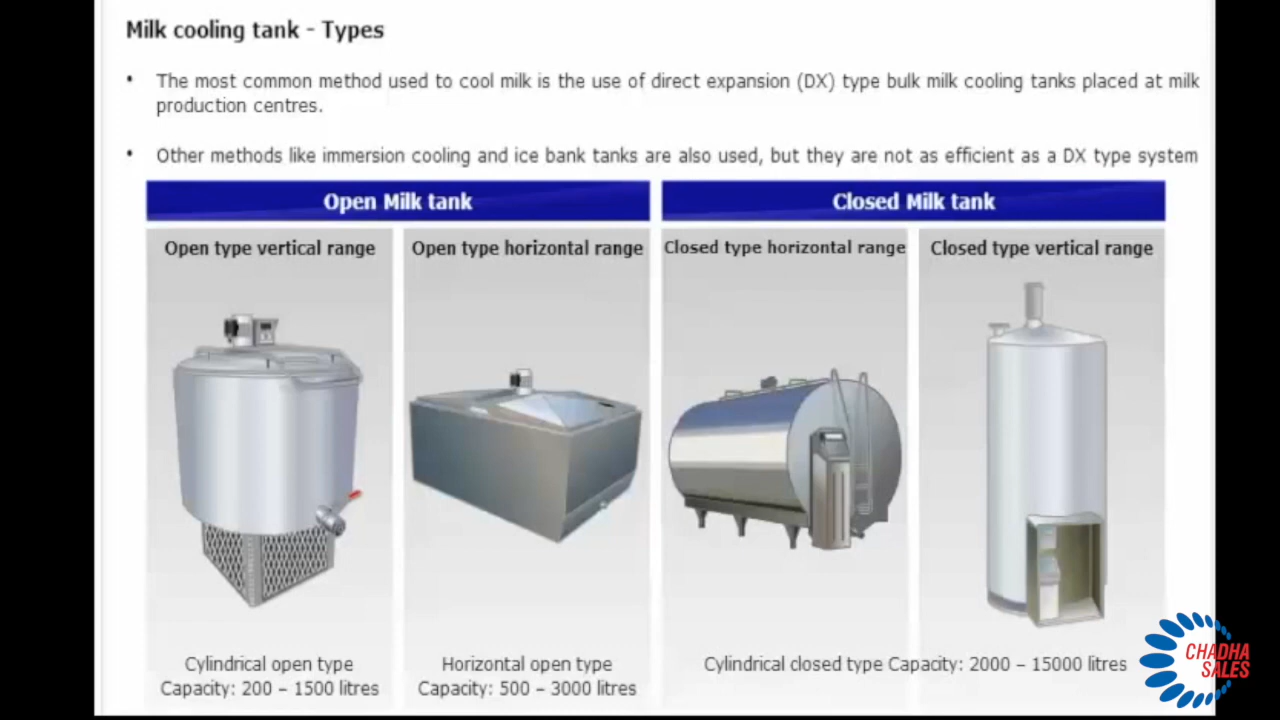 Milk cooling tank - Types
• The most common method used to cool milk is the use of direct expansion (DX) type bulk milk cooling tanks placed at milk
production centres.
• Other methods like immersion cooling and ice bank tanks are also used, but they are not as efficient as a DX type system
Open Milk tank
Closed Milk tank
Open type vertical range
Open type horizontal range
Closed type horizontal range
Closed type vertical range
Cylindrical open type
Capacity: 200 – 1500 litres
Horizontal open type
Capacity: 500 – 3000 litres
Cylindrical closed type Capacity: 2000 – 15000 litres
CHADHA
SALES